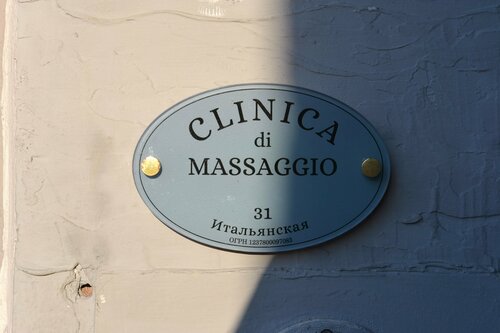 CLINICA
di
MASSAGGIO
31
Итальянская
ОГРН 1237800097083